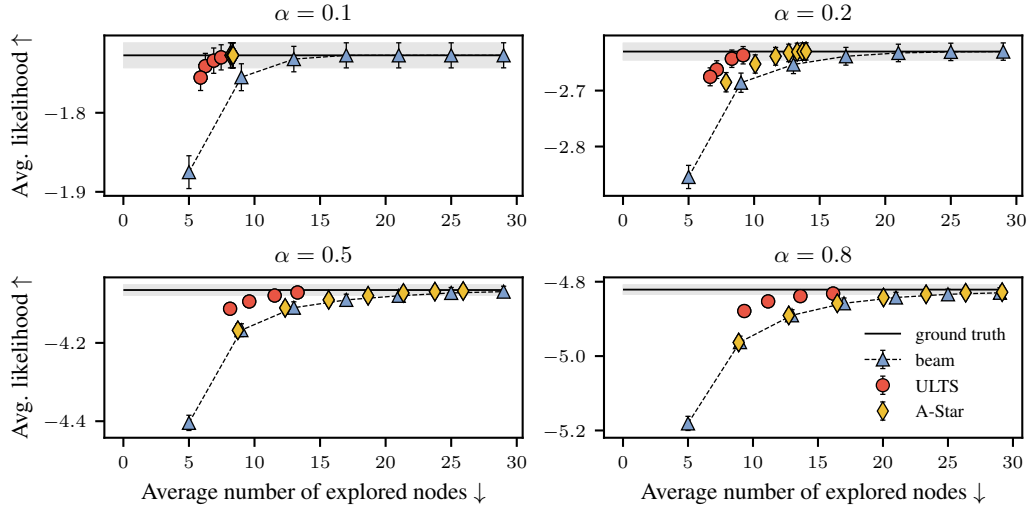 α = 0.1
α = 0.2
Avg. likelihood ↑
−1.8
−1.9
0 5 10 15 20 25 30
−2.7
−2.8
0 5 10 15 20 25 30
α = 0.5
α = 0.8
Avg. likelihood ↑
−4.2
−4.4
0 5 10 15 20 25 30
Average number of explored nodes ↓
−4.8
−5.0
−5.2
ground truth
beam
ULTS
A-Star
0 5 10 15 20 25 30
Average number of explored nodes ↓